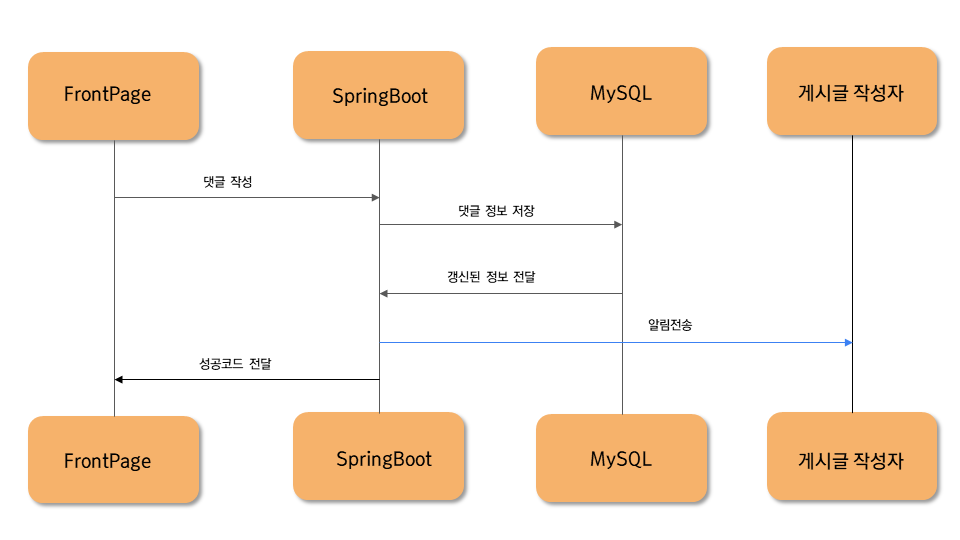 FrontPage
SpringBoot
MySQL
게시글 작성자
댓글 작성
댓글 정보 저장
갱신된 정보 전달
알림전송
성공코드 전달
FrontPage
SpringBoot
MySQL
게시글 작성자